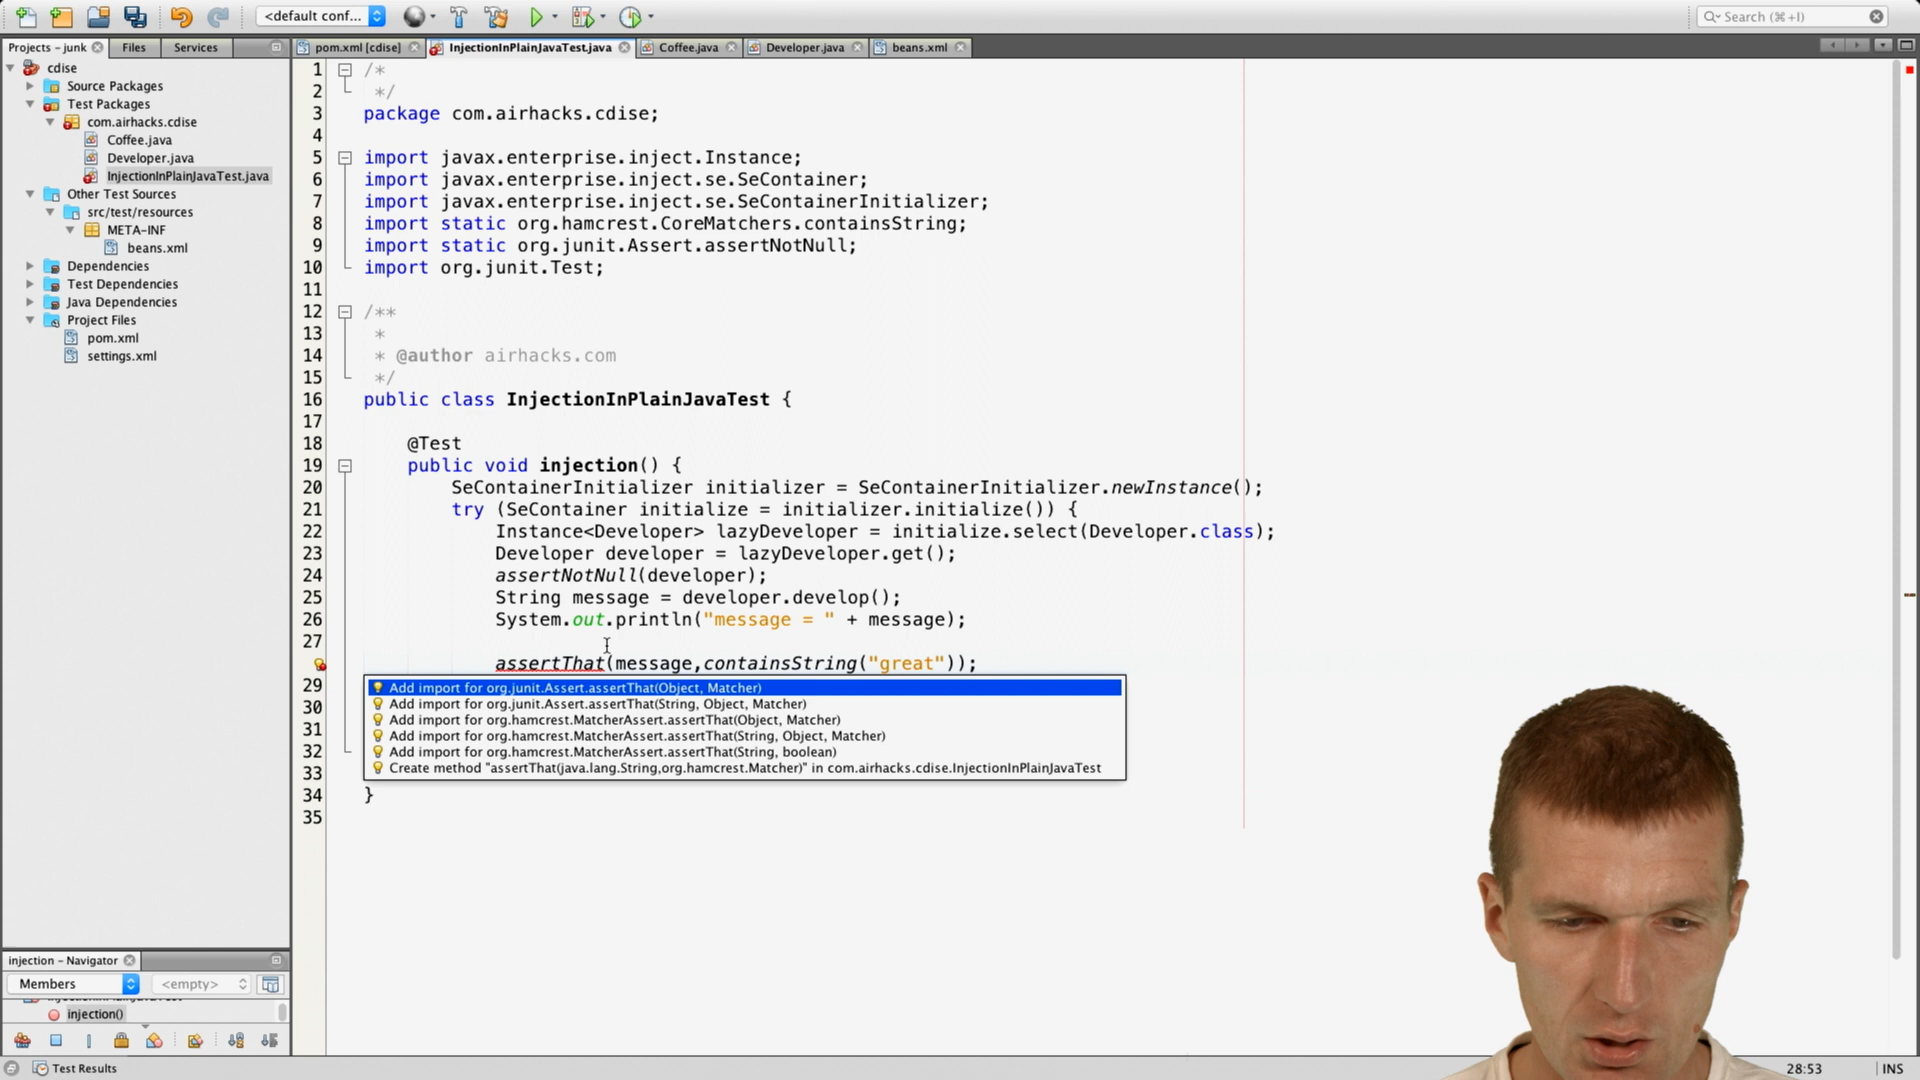 <default conf...
Search (⌘+I)
Projects – junk
Files
Services
pom.xml [cdise]
InjectionInPlainJavaTest.java
Coffee.java
Developer.java
beans.xml
cdise
Source Packages
Test Packages
com.airhacks.cdise
Coffee.java
Developer.java
InjectionInPlainJavaTest.java
Other Test Sources
src/test/resources
META-INF
beans.xml
Dependencies
Test Dependencies
Java Dependencies
Project Files
pom.xml
settings.xml
1 /*
2 */
3 package com.airhacks.cdise;
4
5 import javax.enterprise.inject.Instance;
6 import javax.enterprise.inject.se.SeContainer;
7 import javax.enterprise.inject.se.SeContainerInitializer;
8 import static org.hamcrest.CoreMatchers.containsString;
9 import static org.junit.Assert.assertNotNull;
10 import org.junit.Test;
11
12 /**
13 *
14 * @author airhacks.com
15 */
16 public class InjectionInPlainJavaTest {
17
18 @Test
19 public void injection() {
20 SeContainerInitializer initializer = SeContainerInitializer.newInstance();
21 try (SeContainer initialize = initializer.initialize()) {
22 Instance<Developer> lazyDeveloper = initialize.select(Developer.class);
23 Developer developer = lazyDeveloper.get();
24 assertNotNull(developer);
25 String message = developer.develop();
26 System.out.println("message = " + message);
27
assertThat(message,containsString("great"));
29
30
31
32
33
34 }
35
Add import for org.junit.Assert.assertThat(Object, Matcher)
Add import for org.junit.Assert.assertThat(String, Object, Matcher)
Add import for org.hamcrest.MatcherAssert.assertThat(Object, Matcher)
Add import for org.hamcrest.MatcherAssert.assertThat(String, Object, Matcher)
Add import for org.hamcrest.MatcherAssert.assertThat(String, boolean)
Create method "assertThat(java.lang.String,org.hamcrest.Matcher)" in com.airhacks.cdise.InjectionInPlainJavaTest
injection – Navigator
Members
<empty>
injection()
Test Results
28:53
INS